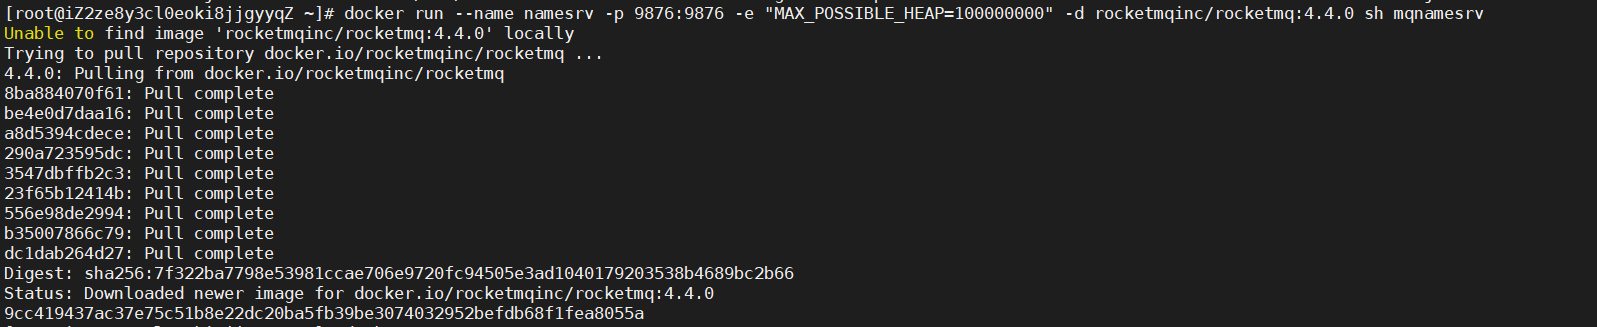 [root@iZ2ze8y3cl0eoki8jjgyyqZ ~]# docker run --name namesrv -p 9876:9876 -e "MAX_POSSIBLE_HEAP=100000000" -d rocketmqinc/rocketmq:4.4.0 sh mqnamesrv
Unable to find image 'rocketmqinc/rocketmq:4.4.0' locally
Trying to pull repository docker.io/rocketmqinc/rocketmq ...
4.4.0: Pulling from docker.io/rocketmqinc/rocketmq
8ba884070f61: Pull complete
be4e0d7daa16: Pull complete
a8d5394cdece: Pull complete
290a723595dc: Pull complete
3547dbffb2c3: Pull complete
23f65b12414b: Pull complete
556e98de2994: Pull complete
b35007866c79: Pull complete
dc1dab264d27: Pull complete
Digest: sha256:7f322ba7798e53981ccae706e9720fc94505e3ad1040179203538b4689bc2b66
Status: Downloaded newer image for docker.io/rocketmqinc/rocketmq:4.4.0
9cc419437ac37e75c51b8e22dc20ba5fb39be3074032952befdb68f1fea8055a